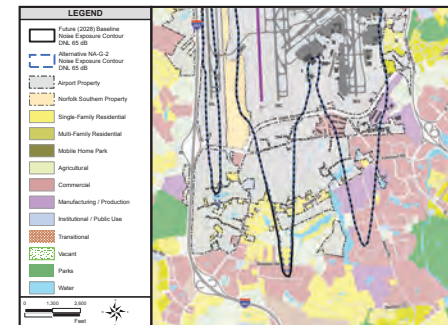 LEGEND
Future (2028) Baseline
Noise Exposure Contour
DNL 65 dB
Alternative NA-G-2
Noise Exposure Contour
DNL 65 dB
Airport Property
Norfolk Southern Property
Single-Family Residential
Multi-Family Residential
Mobile Home Park
Agricultural
Commercial
Manufacturing / Production
Institutional / Public Use
Transitional
Vacant
Parks
Water
0 1,300 2,600
Feet